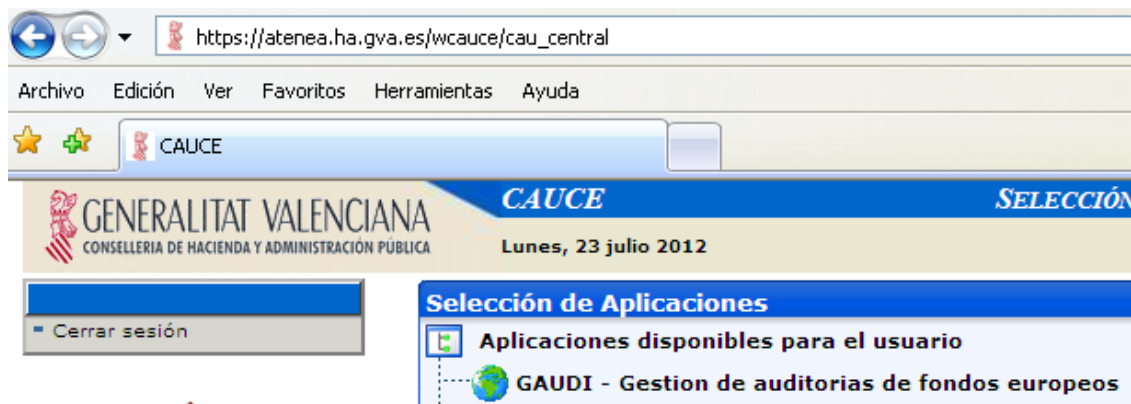 https://atenea.ha.gva.es/wcauce/cau_central
Archivo Edición Ver Favoritos Herramientas Ayuda
CAUCE
GENERALITAT VALENCIANA
CONSELLERIA DE HACIENDA Y ADMINISTRACIÓN PÚBLICA
CAUCE SELECCIÓN
Lunes, 23 julio 2012
Cerrar sesión
Selección de Aplicaciones
Aplicaciones disponibles para el usuario
GAUDI - Gestion de auditorias de fondos europeos